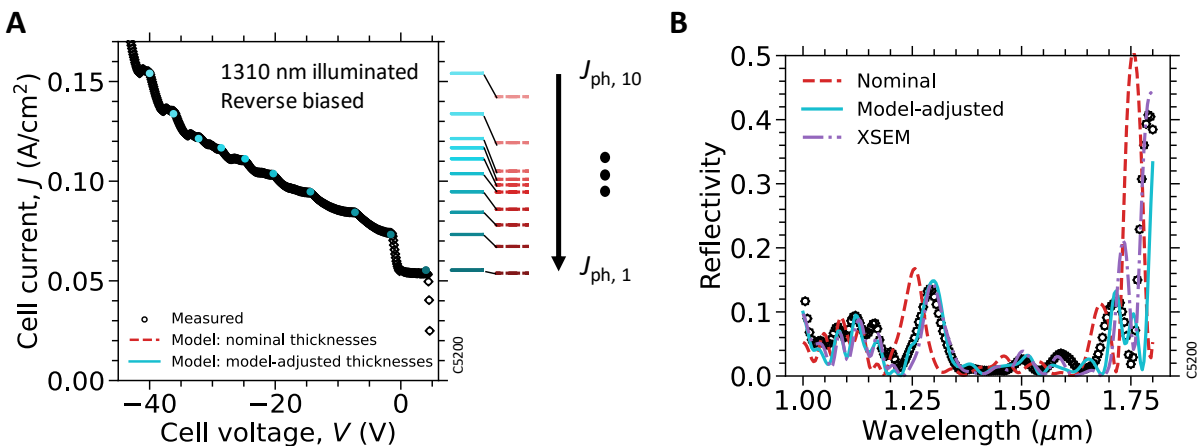 A
Cell current, J (A/cm²)
0.15
0.10
0.05
0.00
1310 nm illuminated
Reverse biased
Measured
Model: nominal thicknesses
Model: model-adjusted thicknesses
C5200
−40
−20
0
Cell voltage, V (V)
Jph, 10
Jph, 1
B
Reflectivity
0.5
0.4
0.3
0.2
0.1
0.0
Nominal
Model-adjusted
XSEM
C5200
1.00
1.25
1.50
1.75
Wavelength (μm)